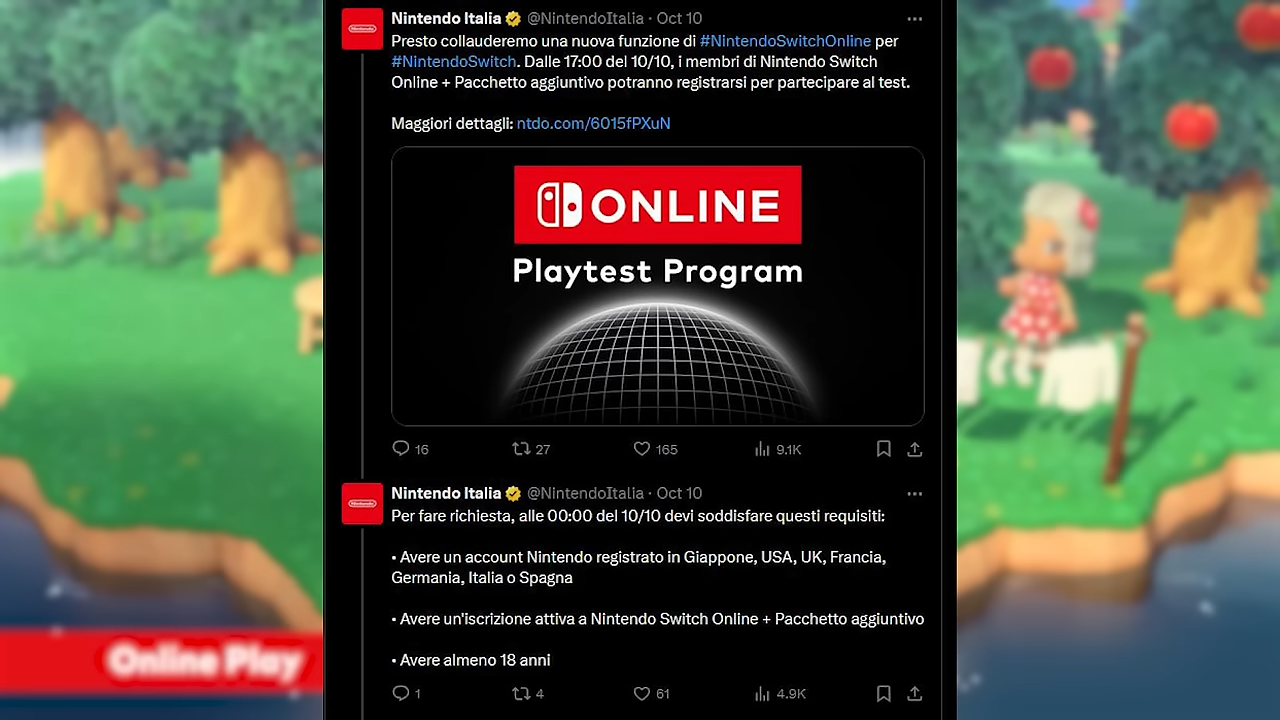 Nintendo Italia @NintendoItalia · Oct 10
Presto collauderemo una nuova funzione di #NintendoSwitchOnline per
#NintendoSwitch. Dalle 17:00 del 10/10, i membri di Nintendo Switch
Online + Pacchetto aggiuntivo potranno registrarsi per partecipare al test.
Maggiori dettagli: ntdo.com/6015fPXuN
ONLINE
Playtest Program
16 27 165 9.1K
Nintendo Italia @NintendoItalia · Oct 10
Per fare richiesta, alle 00:00 del 10/10 devi soddisfare questi requisiti:
• Avere un account Nintendo registrato in Giappone, USA, UK, Francia,
Germania, Italia o Spagna
• Avere un'iscrizione attiva a Nintendo Switch Online + Pacchetto aggiuntivo
• Avere almeno 18 anni
1 4 61 4.9K
Online Play